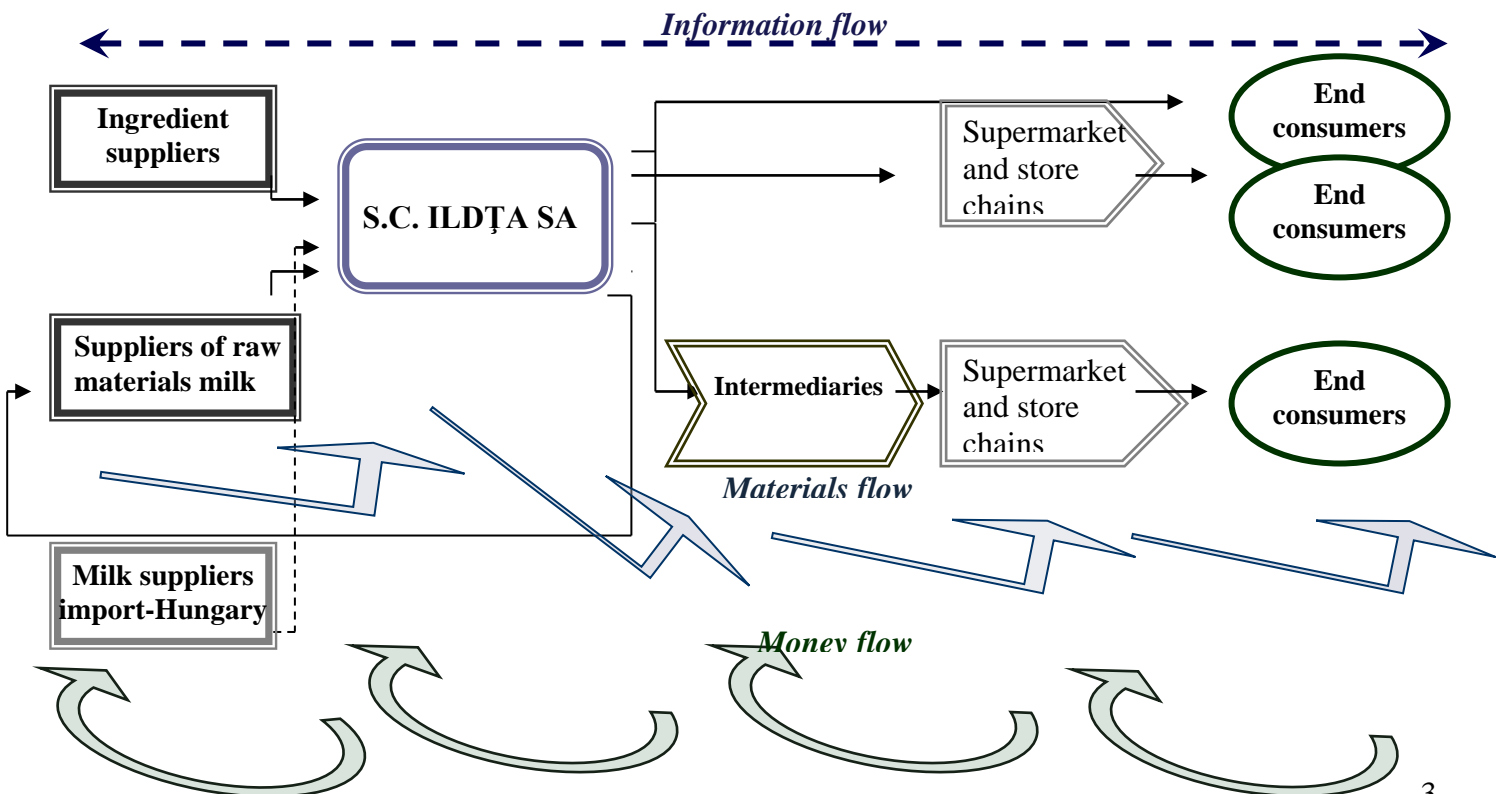 Information flow
Ingredient
suppliers
S.C. ILDŢA SA
Supermarket
and store
chains
End
consumers
End
consumers
Suppliers of raw
materials milk
Intermediaries
Supermarket
and store
chains
End
consumers
Materials flow
Milk suppliers
import-Hungary
Money flow
3